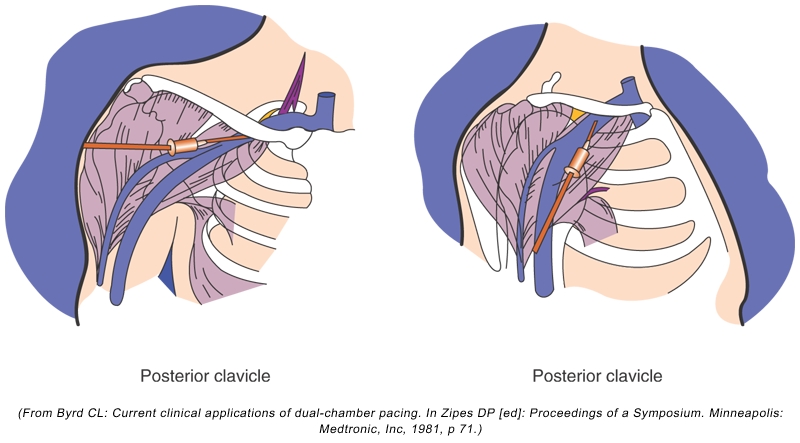 Posterior clavicle
Posterior clavicle
(From Byrd CL: Current clinical applications of dual-chamber pacing. In Zipes DP [ed]: Proceedings of a Symposium. Minneapolis:
Medtronic, Inc, 1981, p 71.)